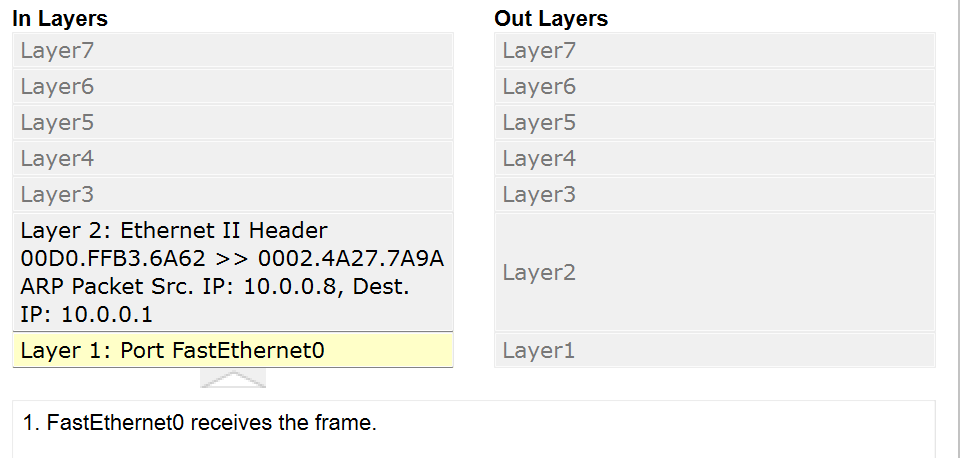 In Layers
Layer7
Layer6
Layer5
Layer4
Layer3
Layer 2: Ethernet II Header
00D0.FFB3.6A62 >> 0002.4A27.7A9A
ARP Packet Src. IP: 10.0.0.8, Dest.
IP: 10.0.0.1
Layer 1: Port FastEthernet0
Out Layers
Layer7
Layer6
Layer5
Layer4
Layer3
Layer2
Layer1
1. FastEthernet0 receives the frame.